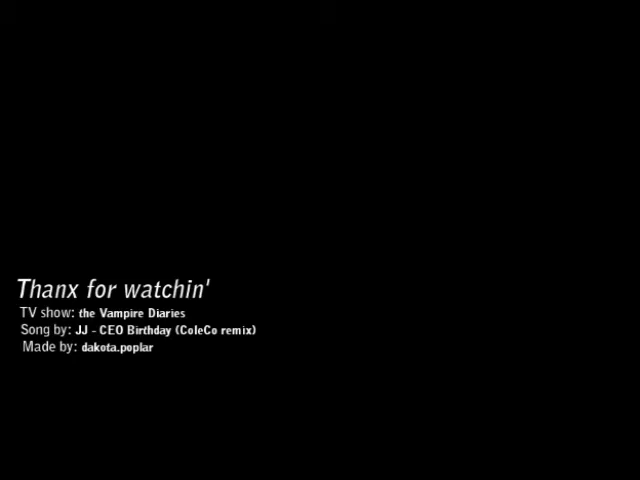 Thanx for watchin'
TV show: the Vampire Diaries
Song by: JJ - CEO Birthday (ColeCo remix)
Made by: dakota.poplar